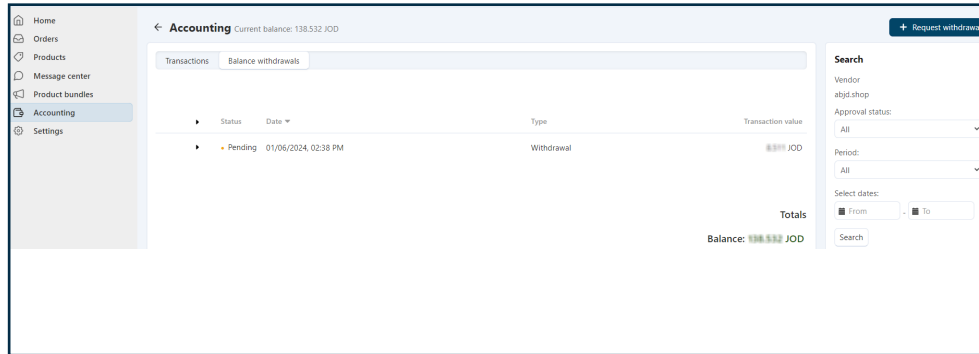 Home
Orders
Products
Message center
Product bundles
Accounting
Settings
Accounting Current balance: 138.532 JOD
+ Request withdrawa
Transactions Balance withdrawals
Status Date Type Transaction value
Pending 01/06/2024, 02:38 PM Withdrawal JOD
Totals
Balance: 138.532 JOD
Search
Vendor
abjd.shop
Approval status:
All
Period:
All
Select dates:
From - To
Search